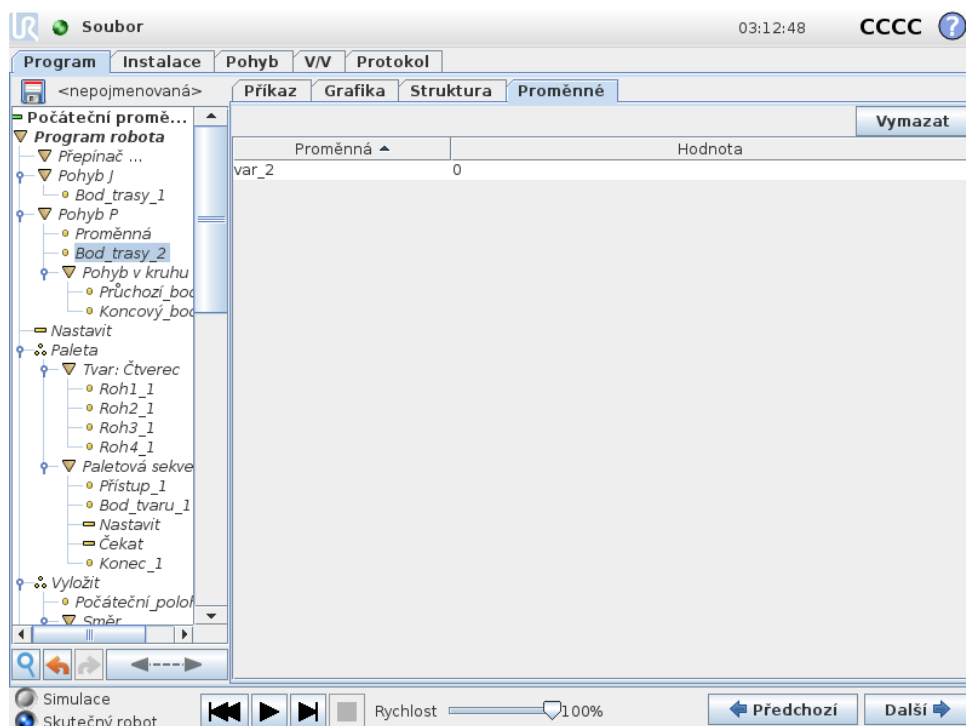 UR Soubor 03:12:48 CCCC ?
Program Instalace Pohyb V/V Protokol
<nepojmenovaná> Příkaz Grafika Struktura Proměnné
Vymazat
Proměnná Hodnota
var_2 0
Počáteční promě...
Program robota
Přepínač ...
Pohyb J
Bod_trasy_1
Pohyb P
Proměnná
Bod_trasy_2
Pohyb v kruhu
Průchozí_bod
Koncový_bod
Nastavit
Paleta
Tvar: Čtverec
Roh1_1
Roh2_1
Roh3_1
Roh4_1
Paletová sekve
Přístup_1
Bod_tvaru_1
Nastavit
Čekat
Konec_1
Vyložit
Počáteční_poloh
Směr
Simulace
Skutečný robot
Rychlost 100%
Předchozí Další